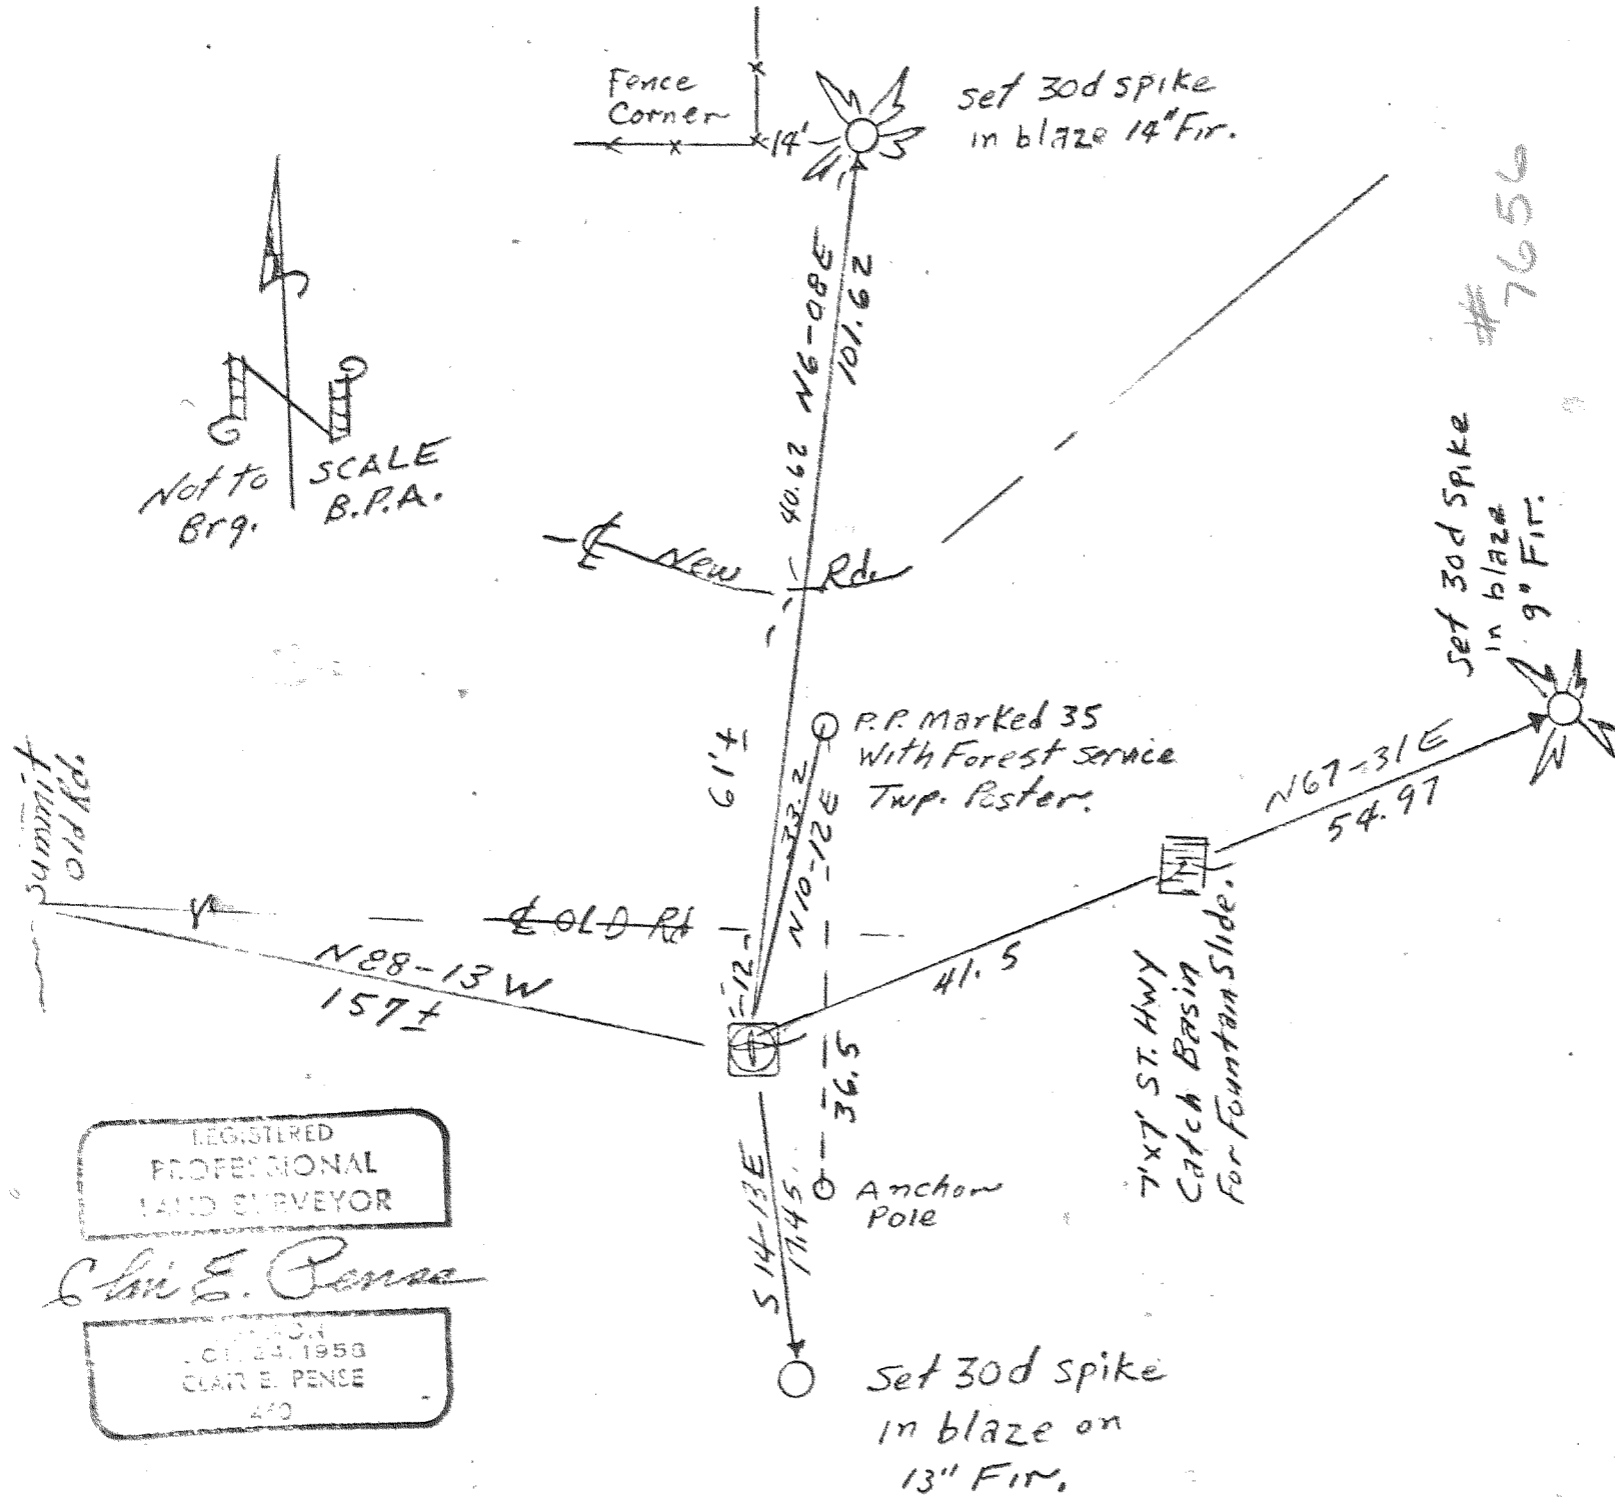 Fence
Corner
14'
set 30d spike
in blaze 14" Fir.
# 7656
N6-08E
101.62
40.62
Not to SCALE
Brg. B.P.A.
℄ New Rd.
Set 30d Spike
in blaze
9" Fir.
61'±
P.P. Marked 35
With Forest Service
Twp. Poster.
33.2
N10-12E
N67-31E
54.97
Summit
Old Rd.
℄ OLD Rd
N88-13W
157±
12
41.5
36.5
7'x7' ST. HWY
Catch Basin
For Fountain Slide.
S14-13E
17.45
Anchor
Pole
REGISTERED
PROFESSIONAL
LAND SURVEYOR
Clair E. Pense
OCT. 24, 1958
CLAIR E. PENSE
Set 30d spike
in blaze on
13" Fir.